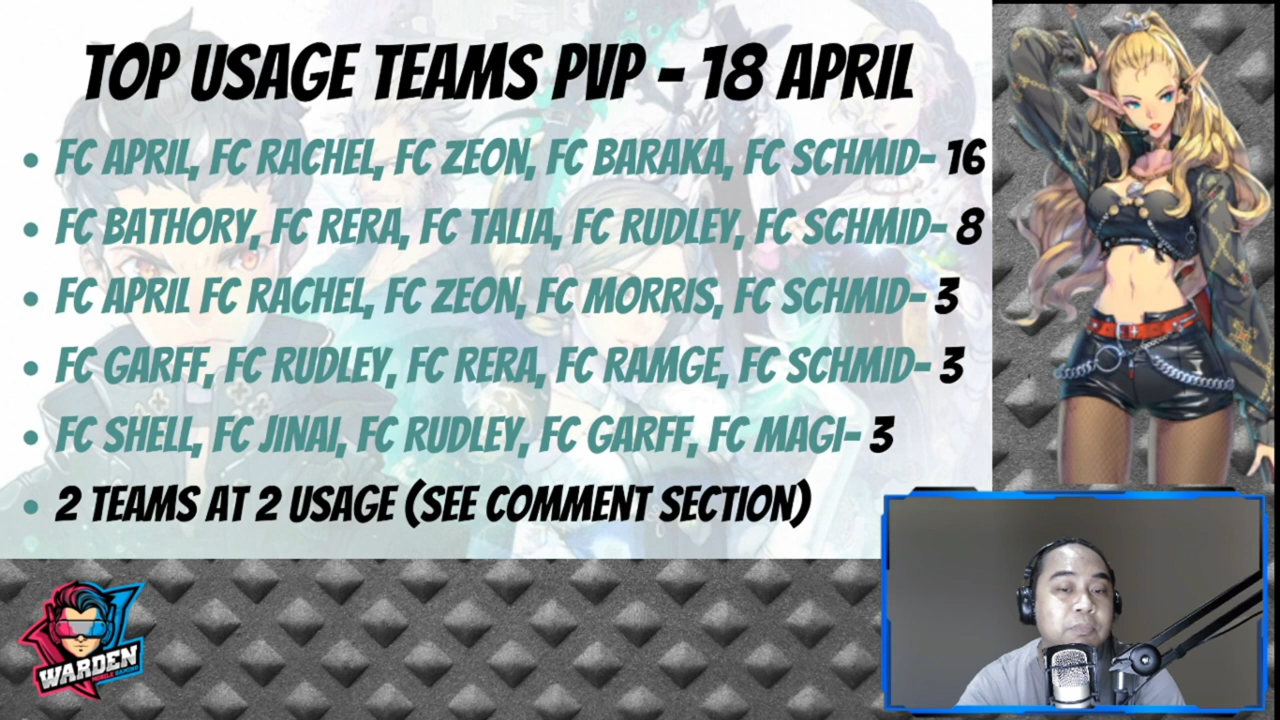 TOP USAGE TEAMS PVP - 18 APRIL
• FC APRIL, FC RACHEL, FC ZEON, FC BARAKA, FC SCHMID- 16
• FC BATHORY, FC RERA, FC TALIA, FC RUDLEY, FC SCHMID- 8
• FC APRIL FC RACHEL, FC ZEON, FC MORRIS, FC SCHMID- 3
• FC GARFF, FC RUDLEY, FC RERA, FC RAMGE, FC SCHMID- 3
• FC SHELL, FC JINAI, FC RUDLEY, FC GARFF, FC MAGI- 3
• 2 TEAMS AT 2 USAGE (SEE COMMENT SECTION)
WARDEN
MOBILE GAMING